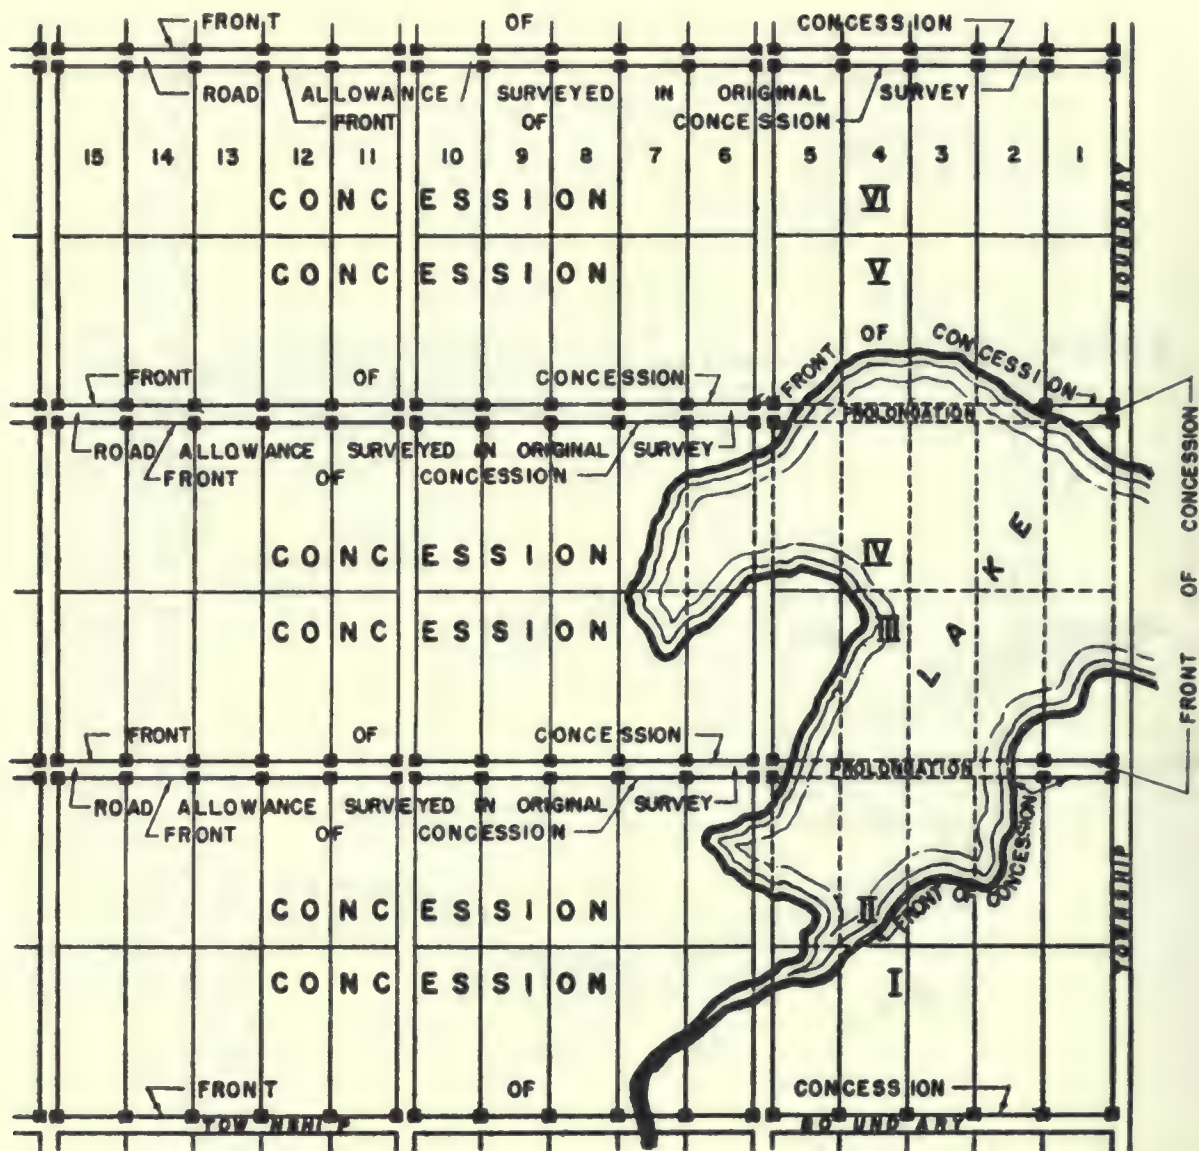 FRONT OF CONCESSION
ROAD ALLOWANCE SURVEYED IN ORIGINAL SURVEY
FRONT OF CONCESSION
15 14 13 12 11 10 9 8 7 6 5 4 3 2 1
CONCESSION VI
CONCESSION V
BOUNDARY
FRONT OF CONCESSION
FRONT OF CONCESSION
PROLONGATION
ROAD ALLOWANCE SURVEYED IN ORIGINAL SURVEY
FRONT OF CONCESSION
FRONT OF CONCESSION
CONCESSION IV
CONCESSION III
LAKE
FRONT OF CONCESSION
PROLONGATION
ROAD ALLOWANCE SURVEYED IN ORIGINAL SURVEY
FRONT OF CONCESSION
FRONT OF CONCESSION
CONCESSION II
CONCESSION I
TOWNSHIP
FRONT OF CONCESSION
TOWNSHIP BOUNDARY